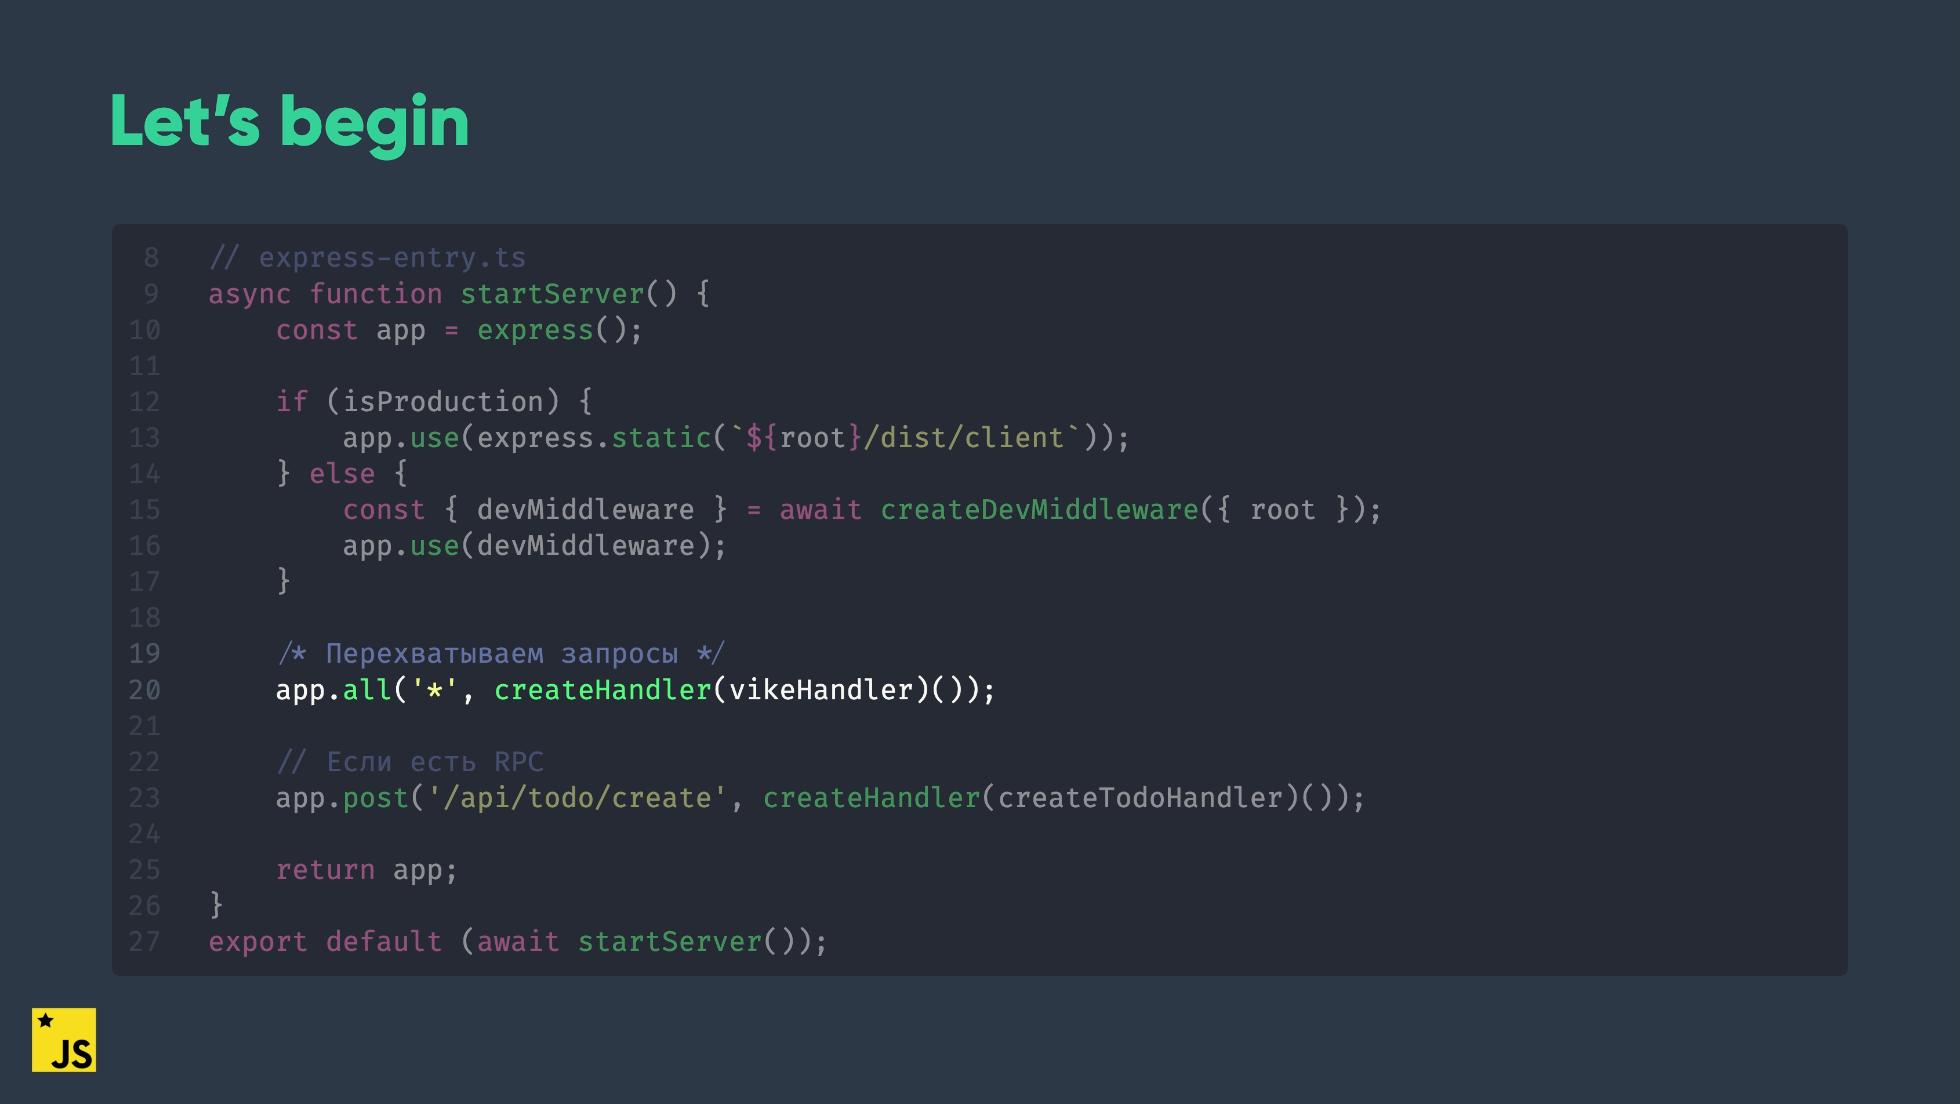 Let’s begin
8 // express-entry.ts
9 async function startServer() {
10     const app = express();
11
12     if (isProduction) {
13         app.use(express.static(`${root}/dist/client`));
14     } else {
15         const { devMiddleware } = await createDevMiddleware({ root });
16         app.use(devMiddleware);
17     }
18
19     /* Перехватываем запросы */
20     app.all('*', createHandler(vikeHandler)());
21
22     // Если есть RPC
23     app.post('/api/todo/create', createHandler(createTodoHandler)());
24
25     return app;
26 }
27 export default (await startServer());
JS